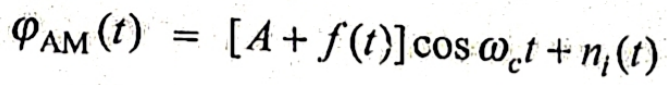 φ_AM(t) = [A + f(t)] cos ω_c t + n_i(t)